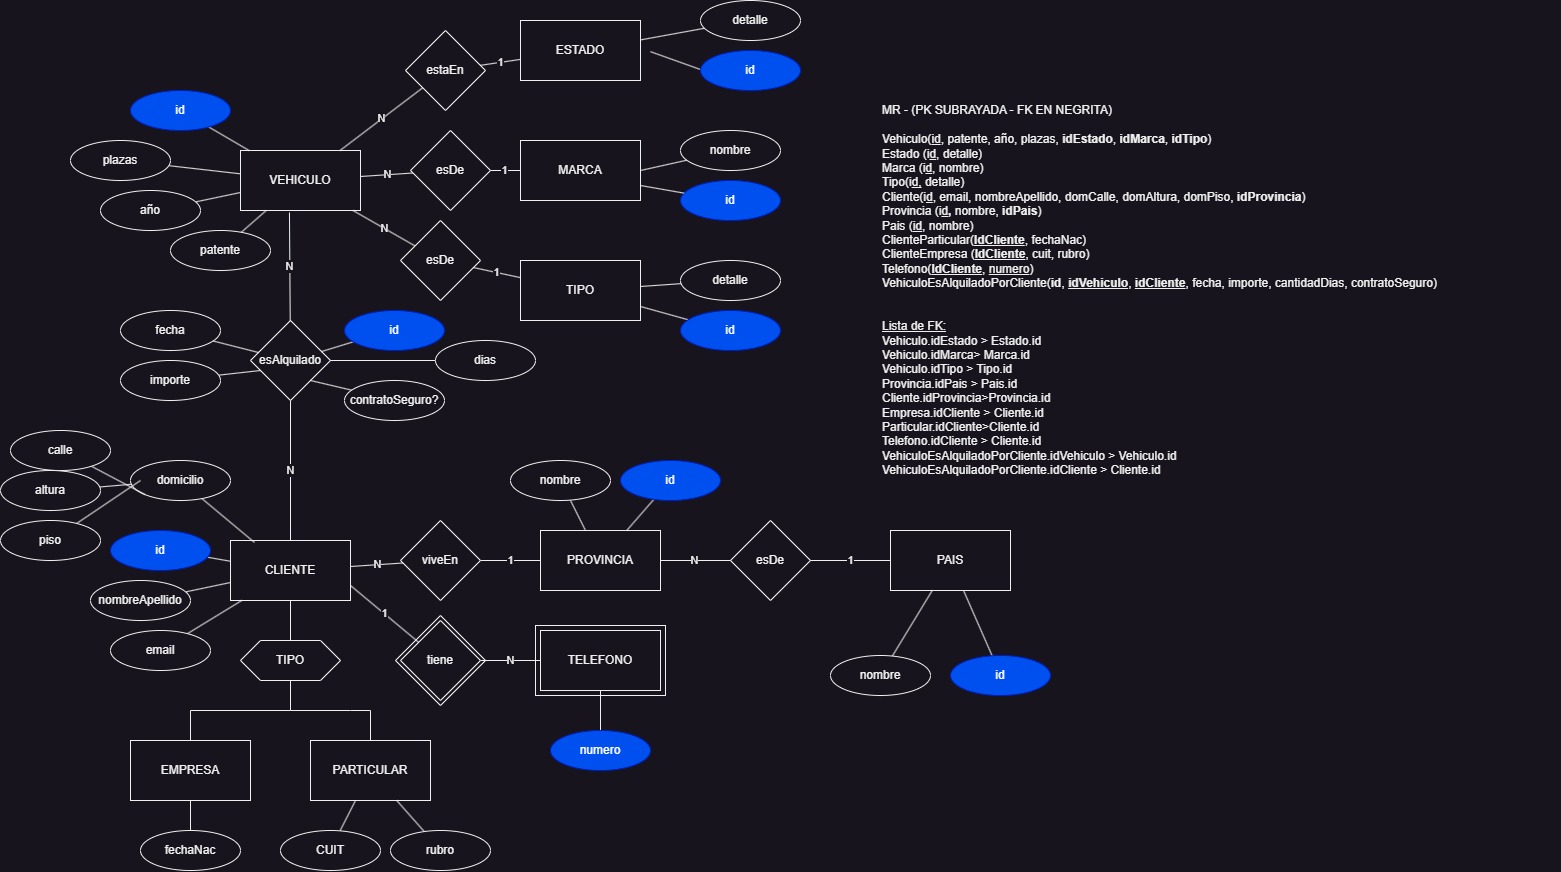 detalle
ESTADO
estaEn
1
id
id
N
MR - (PK SUBRAYADA - FK EN NEGRITA)
Vehiculo(id, patente, año, plazas, idEstado, idMarca, idTipo)
Estado (id, detalle)
Marca (id, nombre)
Tipo(id, detalle)
Cliente(id, email, nombreApellido, domCalle, domAltura, domPiso, idProvincia)
Provincia (id, nombre, idPais)
Pais (id, nombre)
ClienteParticular(IdCliente, fechaNac)
ClienteEmpresa (IdCliente, cuit, rubro)
Telefono(IdCliente, numero)
VehiculoEsAlquiladoPorCliente(id, idVehiculo, idCliente, fecha, importe, cantidadDias, contratoSeguro)
Lista de FK:
Vehiculo.idEstado > Estado.id
Vehiculo.idMarca> Marca.id
Vehiculo.idTipo > Tipo.id
Provincia.idPais > Pais.id
Cliente.idProvincia>Provincia.id
Empresa.idCliente > Cliente.id
Particular.idCliente>Cliente.id
Telefono.idCliente > Cliente.id
VehiculoEsAlquiladoPorCliente.idVehiculo > Vehiculo.id
VehiculoEsAlquiladoPorCliente.idCliente > Cliente.id
plazas
VEHICULO
N
esDe
1
MARCA
nombre
id
año
patente
N
N
esDe
1
TIPO
detalle
id
fecha
id
esAlquilado
dias
importe
contratoSeguro?
N
calle
domicilio
altura
piso
nombre
id
id
CLIENTE
N
viveEn
1
PROVINCIA
N
esDe
1
PAIS
nombreApellido
1
email
TIPO
tiene
N
TELEFONO
nombre
id
numero
EMPRESA
PARTICULAR
fechaNac
CUIT
rubro